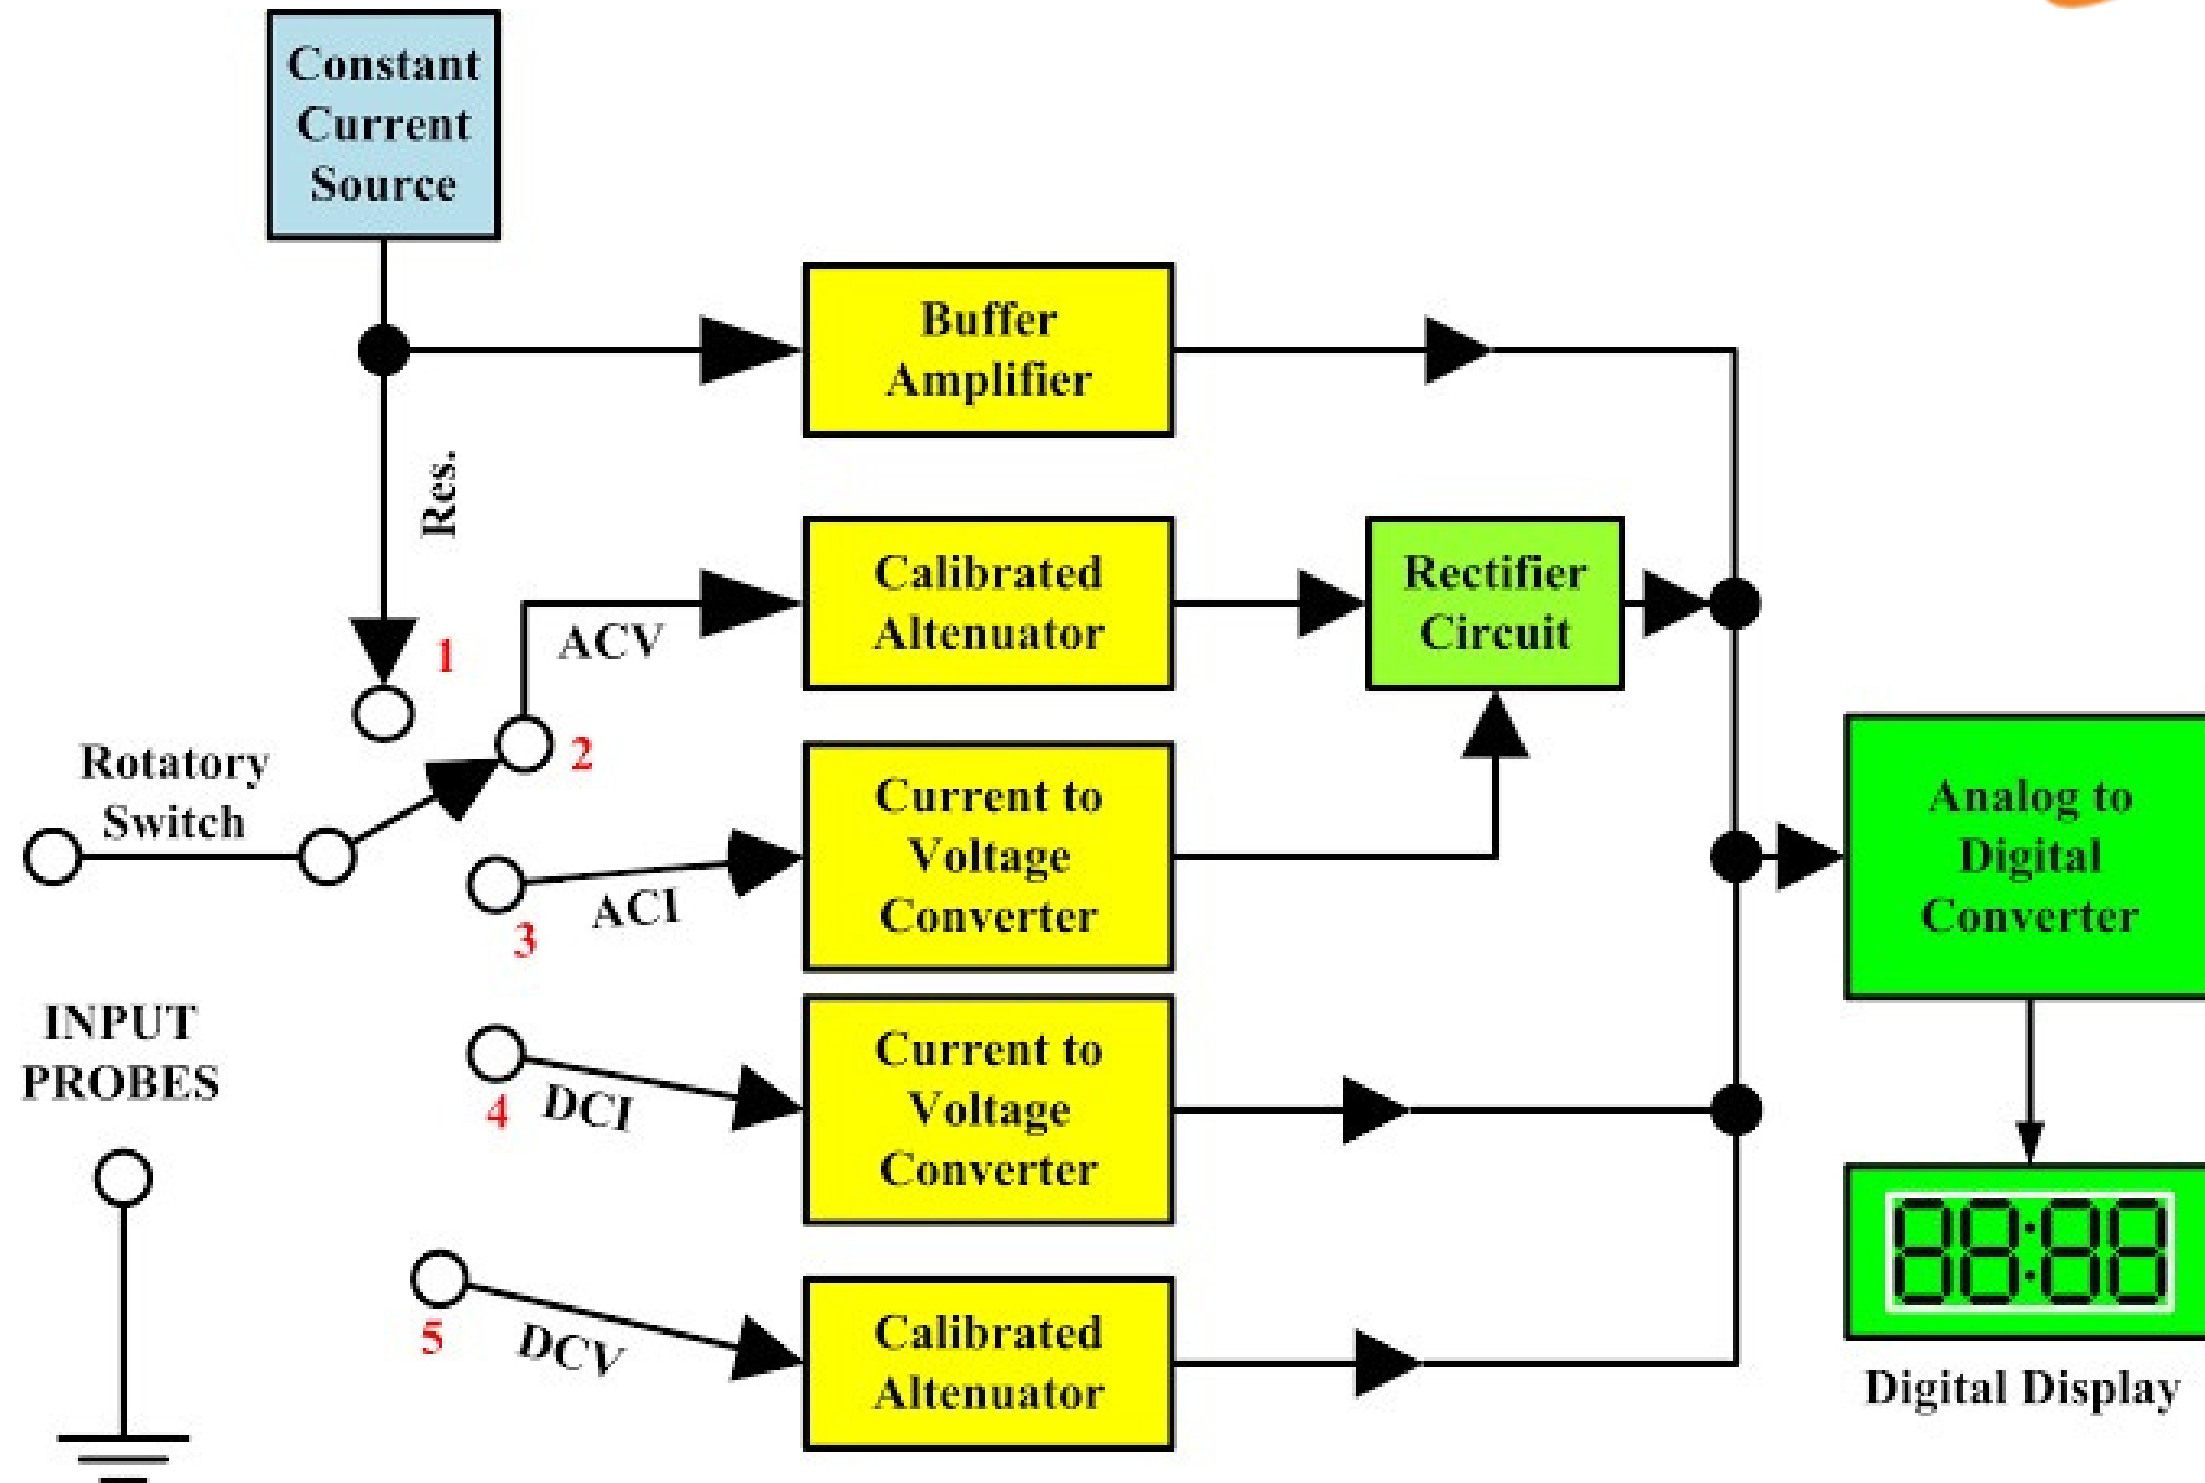 Constant
Current
Source
Buffer
Amplifier
Res.
Calibrated
Altenuator
Rectifier
Circuit
ACV
1
2
Rotatory
Switch
Current to
Voltage
Converter
ACI
3
Analog to
Digital
Converter
INPUT
PROBES
4
DCI
Current to
Voltage
Converter
88:88
5
DCV
Calibrated
Altenuator
Digital Display